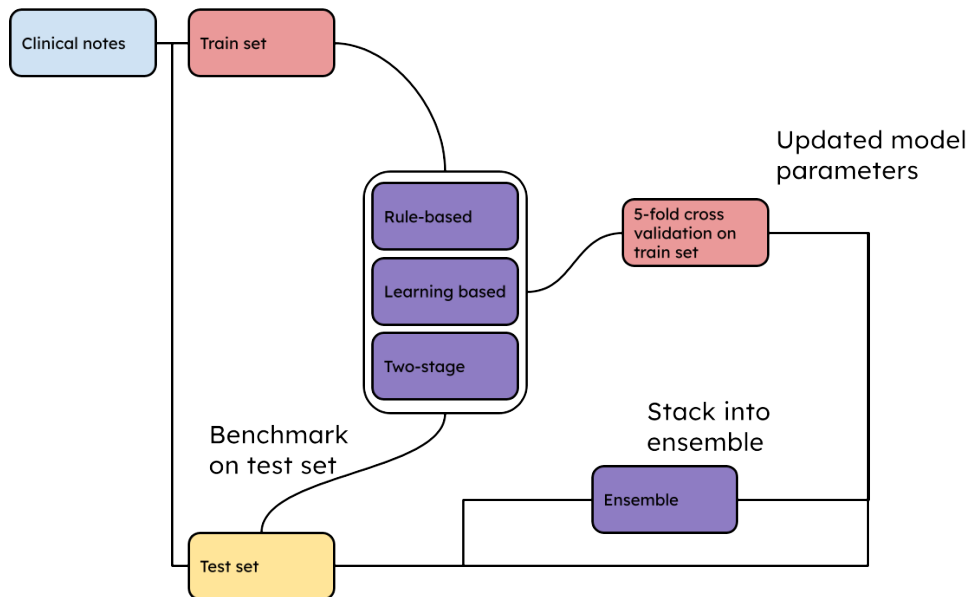 Clinical notes
Train set
Updated model
parameters
Rule-based
5-fold cross
validation on
train set
Learning based
Two-stage
Stack into
ensemble
Benchmark
on test set
Ensemble
Test set